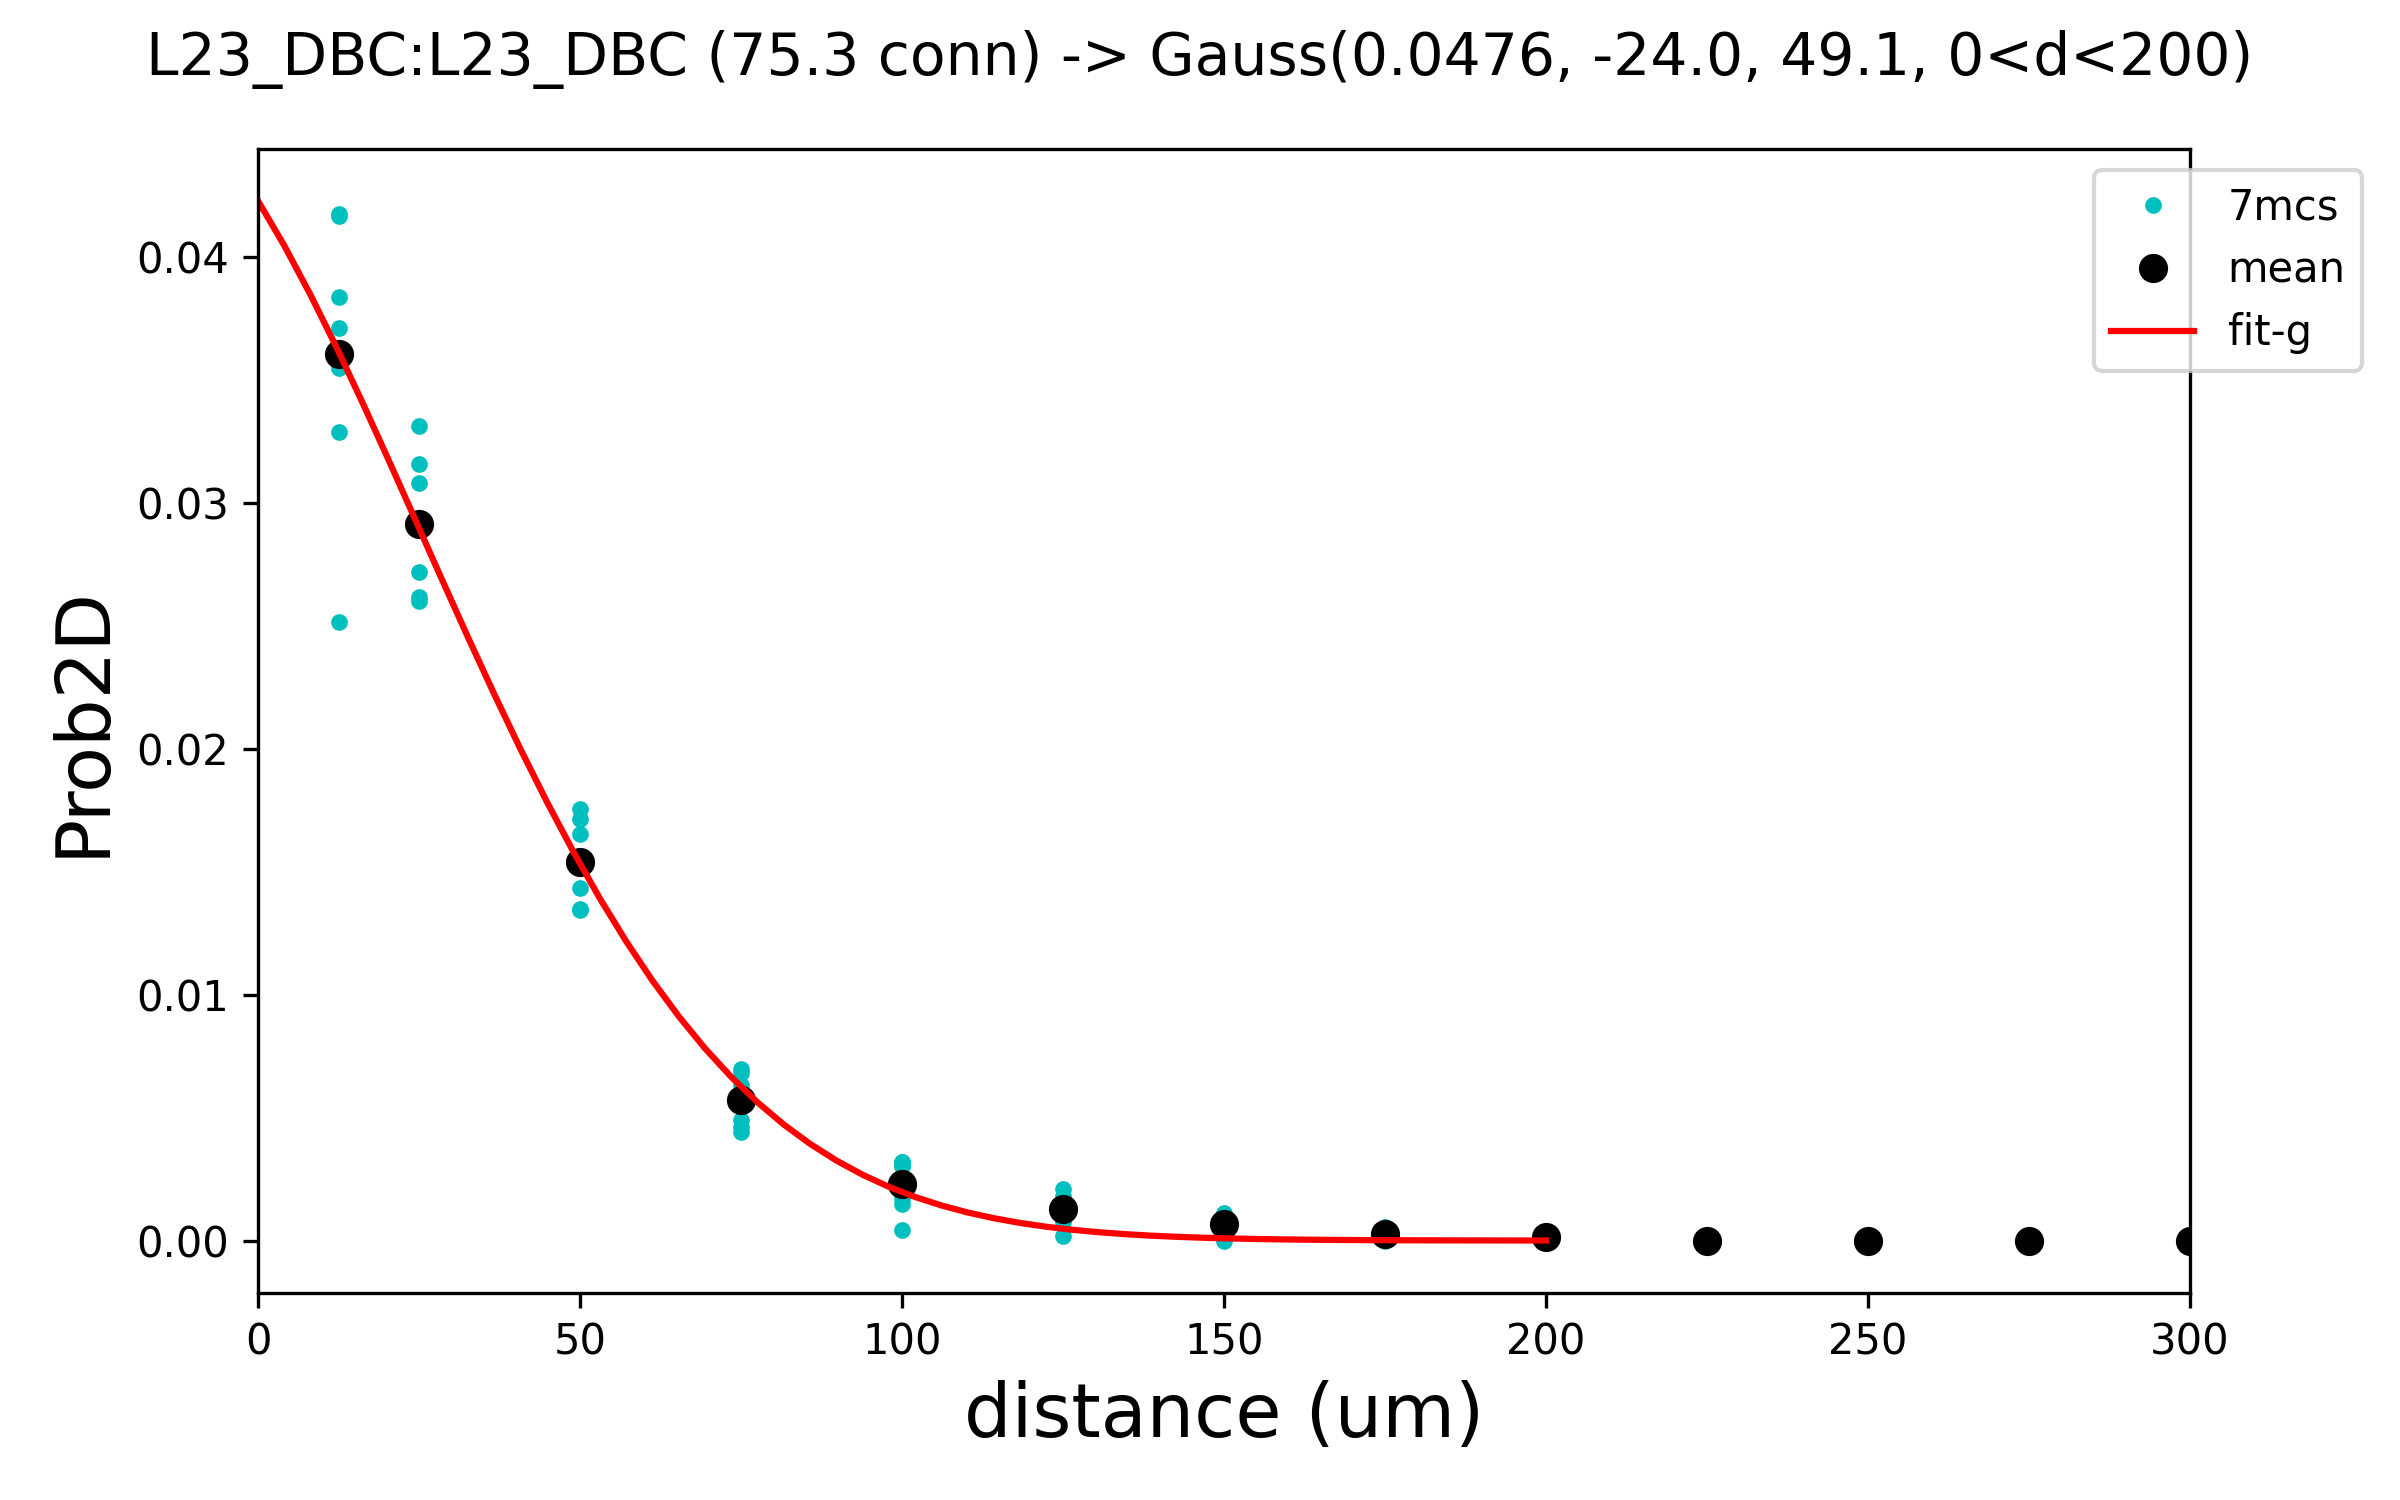 L23_DBC:L23_DBC (75.3 conn) -> Gauss(0.0476, -24.0, 49.1, 0<d<200)
7mcs
mean
fit-g
Prob2D
0.04
0.03
0.02
0.01
0.00
0 50 100 150 200 250 300
distance (um)